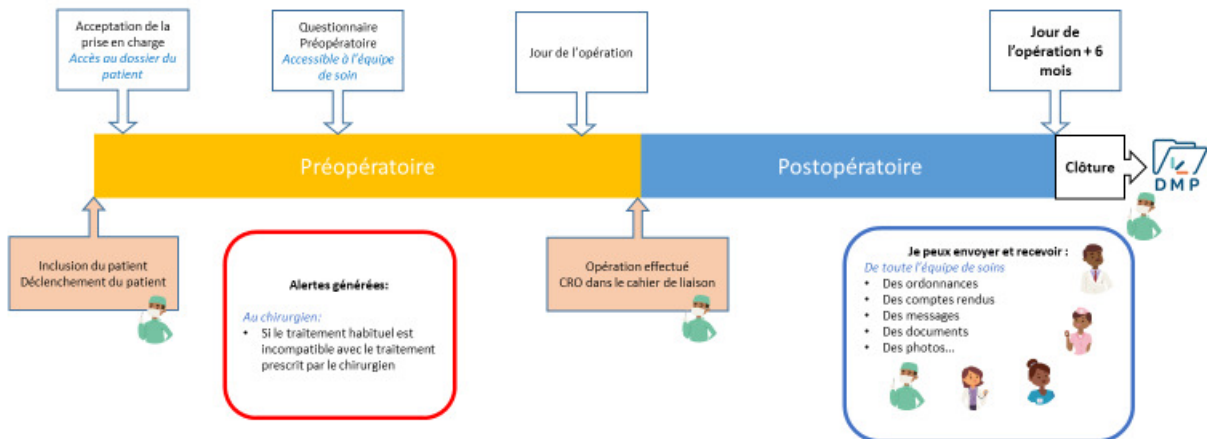 Acceptation de la
prise en charge
Accès au dossier du
patient
Questionnaire
Préopératoire
Accessible à l'équipe
de soin
Jour de l'opération
Jour de
l'opération + 6
mois
Préopératoire
Postopératoire
Clôture
DMP
Inclusion du patient
Déclenchement du patient
Alertes générées:
Au chirurgien:
• Si le traitement habituel est
incompatible avec le traitement
prescrit par le chirurgien
Opération effectué
CRO dans le cahier de liaison
Je peux envoyer et recevoir :
De toute l'équipe de soins
• Des ordonnances
• Des comptes rendus
• Des messages
• Des documents
• Des photos...